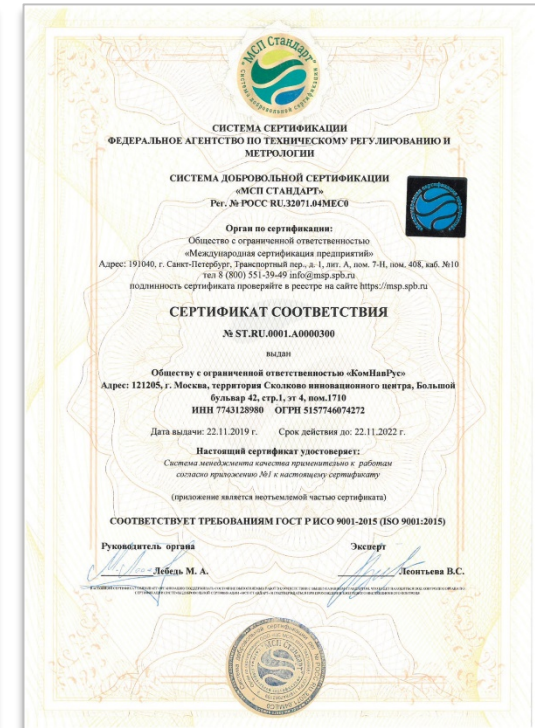 МСП Стандарт
система добровольной сертификации
СИСТЕМА СЕРТИФИКАЦИИ
ФЕДЕРАЛЬНОЕ АГЕНТСТВО ПО ТЕХНИЧЕСКОМУ РЕГУЛИРОВАНИЮ И
МЕТРОЛОГИИ
СИСТЕМА ДОБРОВОЛЬНОЙ СЕРТИФИКАЦИИ
«МСП СТАНДАРТ»
Рег. № РОСС RU.32071.04МЕС0
Орган по сертификации:
Общество с ограниченной ответственностью
«Международная сертификация предприятий»
Адрес: 191040, г. Санкт-Петербург, Транспортный пер., д. 1, лит. А, пом. 7-Н, пом. 408, каб. №10
тел 8 (800) 551-39-49 info@msp.spb.ru
подлинность сертификата проверяйте в реестре на сайте https://msp.spb.ru
СЕРТИФИКАТ СООТВЕТСТВИЯ
№ ST.RU.0001.A0000300
выдан
Обществу с ограниченной ответственностью «КомНавРус»
Адрес: 121205, г. Москва, территория Сколково инновационного центра, Большой
бульвар 42, стр.1, эт 4, пом.1710
ИНН 7743128980 ОГРН 5157746074272
Дата выдачи: 22.11.2019 г. Срок действия до: 22.11.2022 г.
Настоящий сертификат удостоверяет:
Система менеджмента качества применительно к работам
согласно приложению №1 к настоящему сертификату
(приложение является неотъемлемой частью сертификата)
СООТВЕТСТВУЕТ ТРЕБОВАНИЯМ ГОСТ Р ИСО 9001-2015 (ISO 9001:2015)
Руководитель органа Эксперт
Лебедь М. А. Леонтьева В.С.
МСП Стандарт